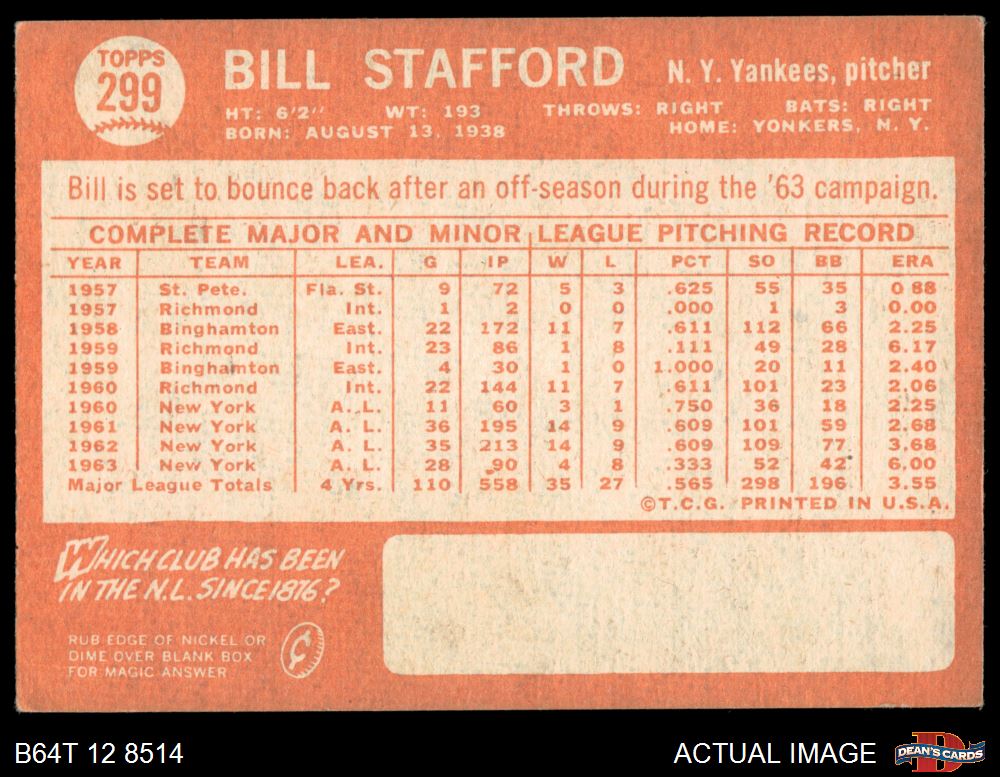 TOPPS
299
BILL STAFFORD
N. Y. Yankees, pitcher
HT: 6'2" WT: 193 THROWS: RIGHT BATS: RIGHT
BORN: AUGUST 13, 1938 HOME: YONKERS, N. Y.
Bill is set to bounce back after an off-season during the '63 campaign.
COMPLETE MAJOR AND MINOR LEAGUE PITCHING RECORD
YEAR TEAM LEA. G IP W L PCT SO BB ERA
1957 St. Pete. Fla. St. 9 72 5 3 .625 55 35 0 88
1957 Richmond Int. 1 2 0 0 .000 1 3 0.00
1958 Binghamton East. 22 172 11 7 .611 112 66 2.25
1959 Richmond Int. 23 86 1 8 .111 49 28 6.17
1959 Binghamton East. 4 30 1 0 1.000 20 11 2.40
1960 Richmond Int. 22 144 11 7 .611 101 23 2.06
1960 New York A. L. 11 60 3 1 .750 36 18 2.25
1961 New York A. L. 36 195 14 9 .609 101 59 2.68
1962 New York A. L. 35 213 14 9 .609 109 77 3.68
1963 New York A. L. 28 90 4 8 .333 52 42 6.00
Major League Totals 4 Yrs. 110 558 35 27 .565 298 196 3.55
©T.C.G. PRINTED IN U.S.A.
WHICH CLUB HAS BEEN
IN THE N.L. SINCE 1876?
RUB EDGE OF NICKEL OR
DIME OVER BLANK BOX
FOR MAGIC ANSWER
¢
B64T 12 8514
ACTUAL IMAGE
D
DEAN'S CARDS